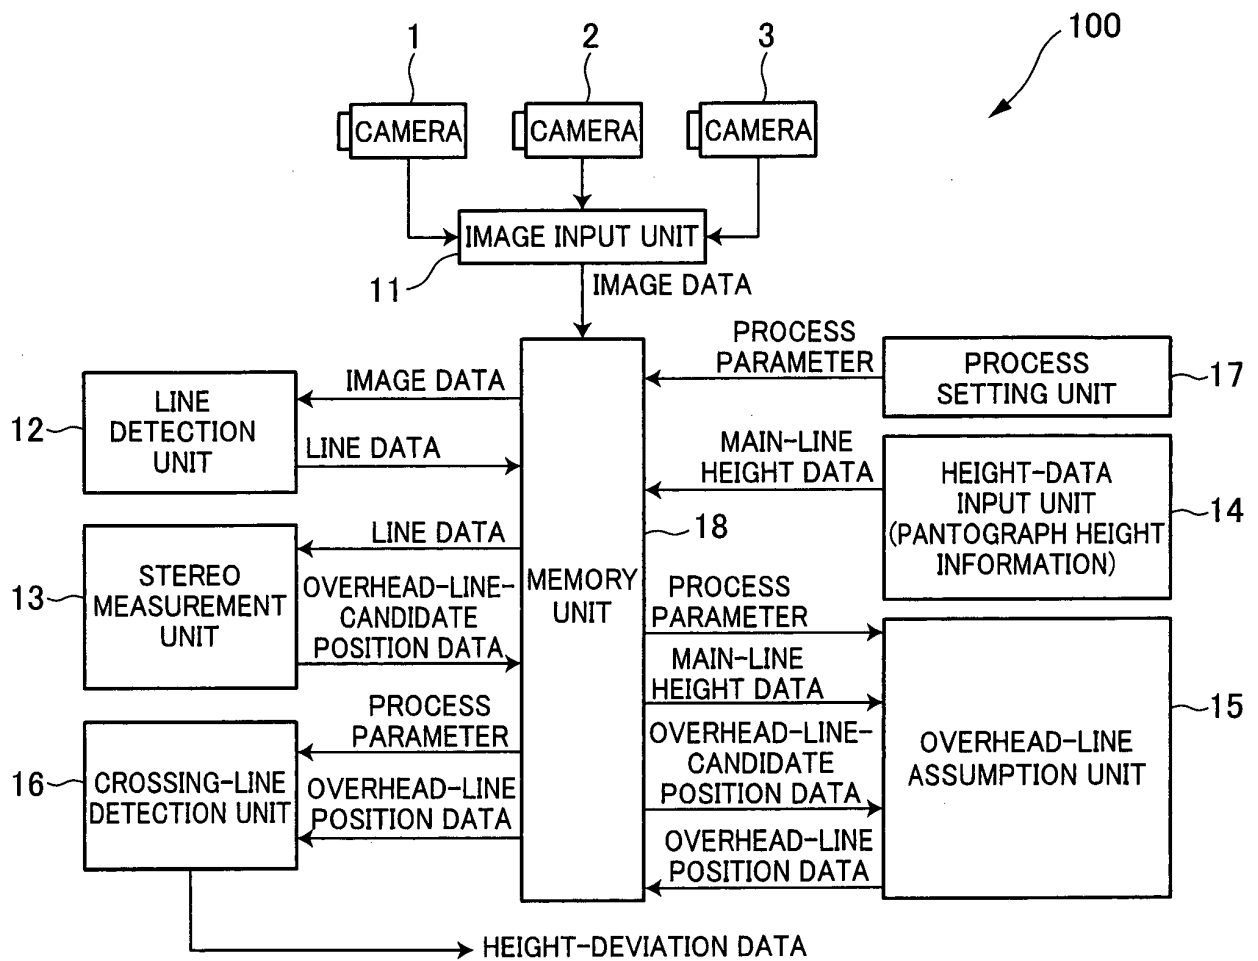 100
1
2
3
CAMERA
CAMERA
CAMERA
IMAGE INPUT UNIT
11
IMAGE DATA
PROCESS
PARAMETER
PROCESS
SETTING UNIT
17
IMAGE DATA
LINE
DETECTION
UNIT
12
LINE DATA
MAIN-LINE
HEIGHT DATA
HEIGHT-DATA
INPUT UNIT
(PANTOGRAPH HEIGHT
INFORMATION)
14
18
MEMORY
UNIT
LINE DATA
STEREO
MEASUREMENT
UNIT
13
OVERHEAD-LINE-
CANDIDATE
POSITION DATA
PROCESS
PARAMETER
MAIN-LINE
HEIGHT DATA
OVERHEAD-LINE-
CANDIDATE
POSITION DATA
OVERHEAD-LINE
POSITION DATA
OVERHEAD-LINE
ASSUMPTION UNIT
15
PROCESS
PARAMETER
CROSSING-LINE
DETECTION UNIT
16
OVERHEAD-LINE
POSITION DATA
HEIGHT-DEVIATION DATA